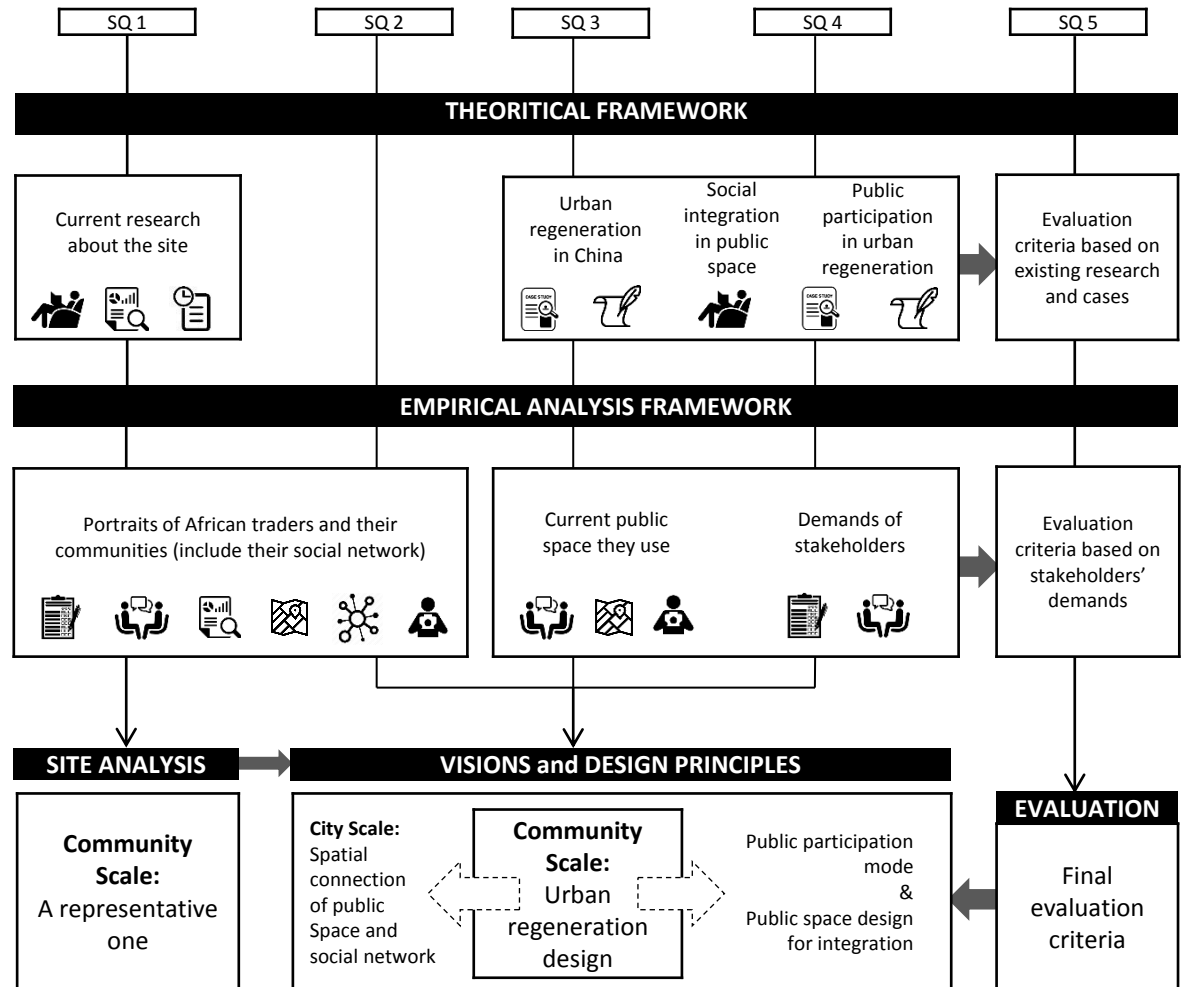 SQ 1
SQ 2
SQ 3
SQ 4
SQ 5
THEORITICAL FRAMEWORK
Current research
about the site
Urban
regeneration
in China
Social
integration
in public
space
Public
participation
in urban
regeneration
CASE STUDY
CASE STUDY
Evaluation
criteria based on
existing research
and cases
EMPIRICAL ANALYSIS FRAMEWORK
Portraits of African traders and their
communities (include their social network)
Current public
space they use
Demands of
stakeholders
Evaluation
criteria based on
stakeholders’
demands
SITE ANALYSIS
Community
Scale:
A representative
one
VISIONS and DESIGN PRINCIPLES
City Scale:
Spatial
connection
of public
Space and
social network
Community
Scale:
Urban
regeneration
design
Public participation
mode
&
Public space design
for integration
EVALUATION
Final
evaluation
criteria